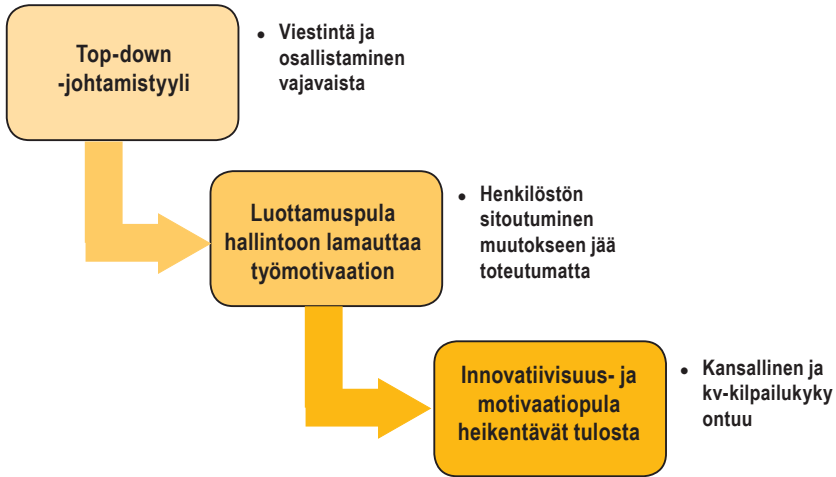 Top-down
-johtamistyyli
• Viestintä ja
osallistaminen
vajavaista
Luottamuspula
hallintoon lamauttaa
työmotivaation
• Henkilöstön
sitoutuminen
muutokseen jää
toteutumatta
Innovatiivisuus- ja
motivaatiopula
heikentävät tulosta
• Kansallinen ja
kv-kilpailukyky
ontuu